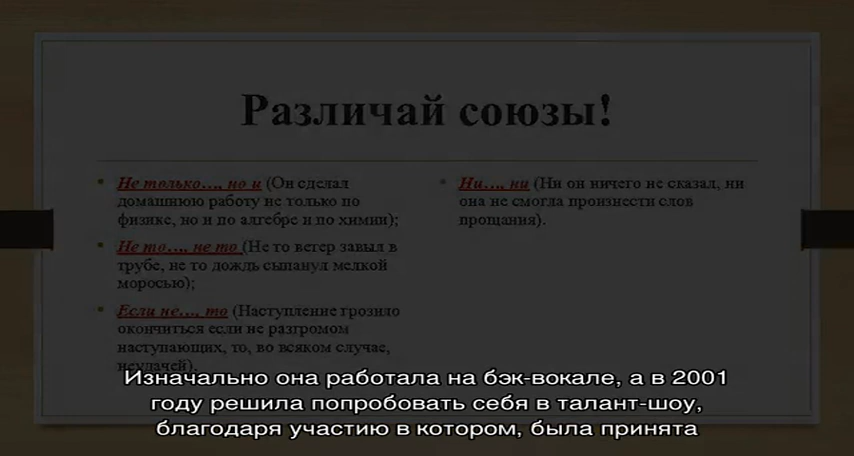 Различай союзы!
Не только…, но и (Он сделал
домашнюю работу не только по
физике, но и по алгебре и по химии);
Не то…, не то (Не то ветер завыл в
трубе, не то дождь сыпанул мелкой
моросью);
Если не…, то (Наступление грозило
окончиться если не разгромом
наступающих, то, во всяком случае,
неудачей).
Ни…, ни (Ни он ничего не сказал, ни
она не смогла произнести слов
прощания).
Изначально она работала на бэк-вокале, а в 2001
году решила попробовать себя в талант-шоу,
благодаря участию в котором, была принята